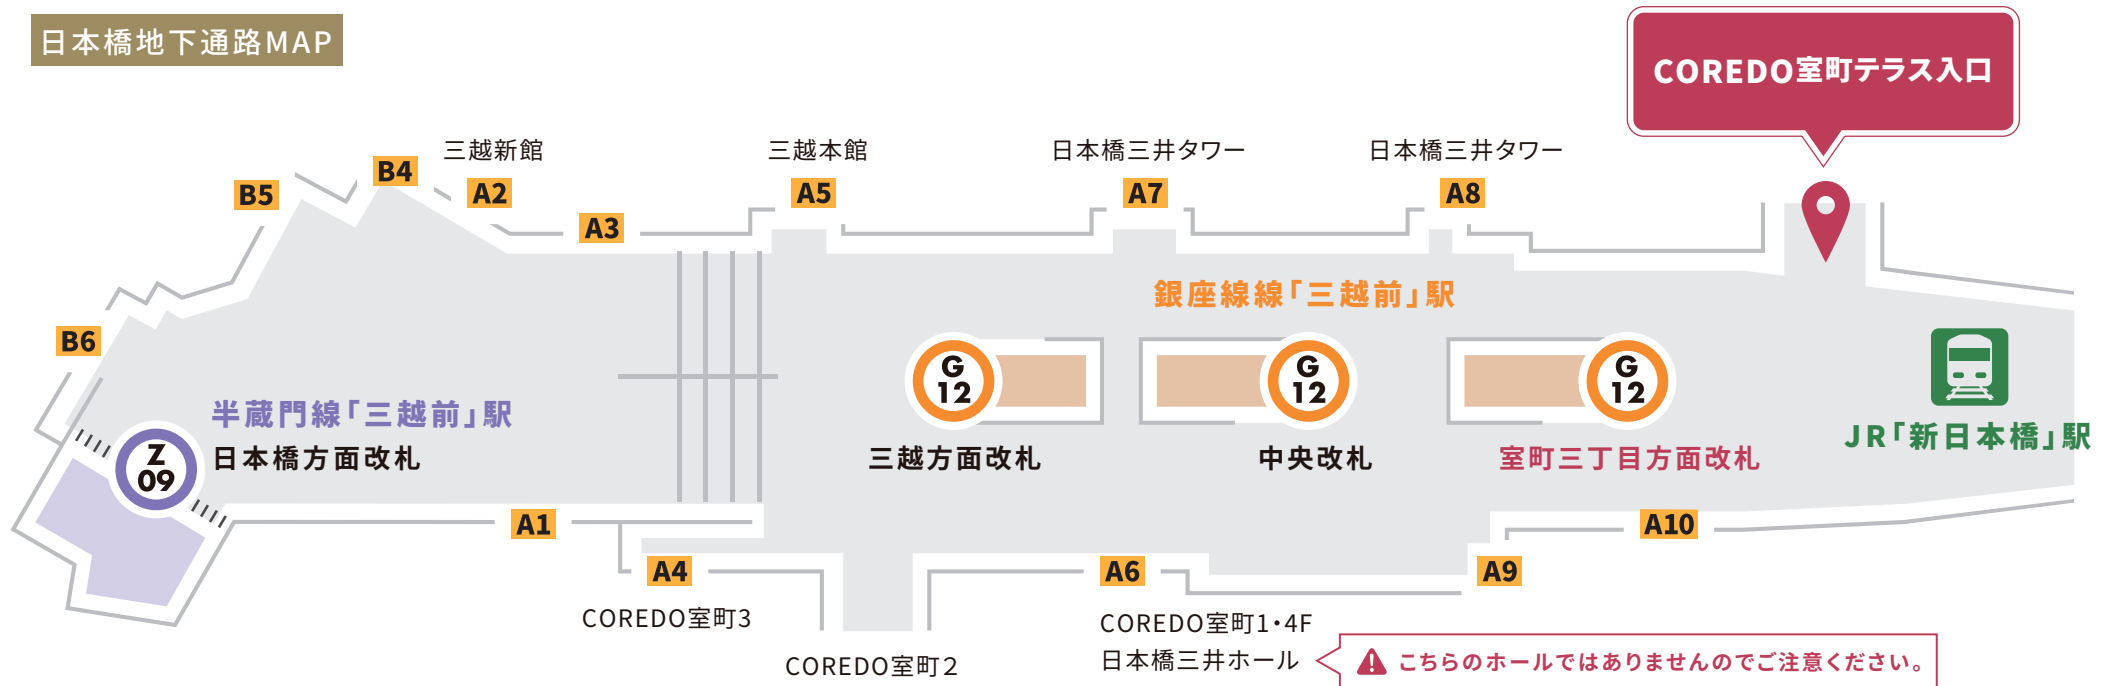 日本橋地下通路MAP
COREDO室町テラス入口
三越新館
三越本館
日本橋三井タワー
日本橋三井タワー
B4
B5
A2
A5
A7
A8
A3
銀座線線「三越前」駅
B6
G
12
G
12
G
12
半蔵門線「三越前」駅
日本橋方面改札
Z
09
三越方面改札
中央改札
室町三丁目方面改札
JR「新日本橋」駅
A1
A10
A4
A6
A9
COREDO室町3
COREDO室町2
COREDO室町1・4F
日本橋三井ホール
こちらのホールではありませんのでご注意ください。